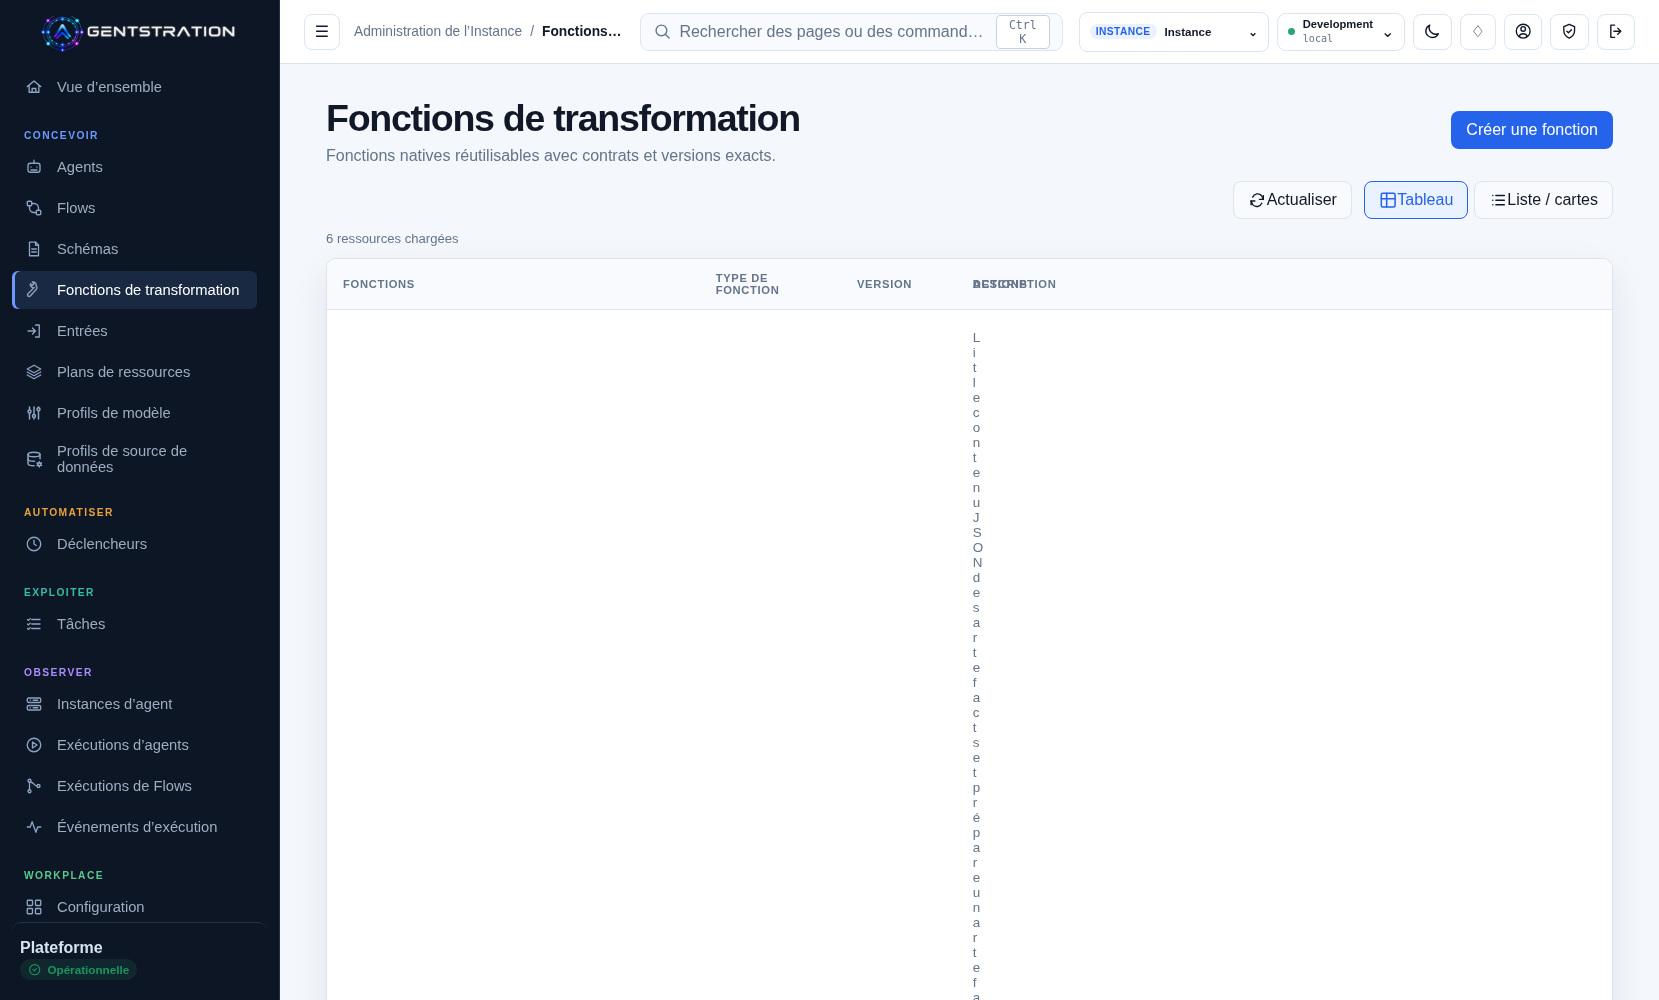 GENTSTRATION
Vue d’ensemble
CONCEVOIR
Agents
Flows
Schémas
Fonctions de transformation
Entrées
Plans de ressources
Profils de modèle
Profils de source de
données
AUTOMATISER
Déclencheurs
EXPLOITER
Tâches
OBSERVER
Instances d’agent
Exécutions d’agents
Exécutions de Flows
Événements d’exécution
WORKPLACE
Configuration
Plateforme
Opérationnelle
☰
Administration de l’Instance / Fonctions…
Rechercher des pages ou des command…
Ctrl
K
INSTANCE Instance
Development
local
Fonctions de transformation
Fonctions natives réutilisables avec contrats et versions exacts.
Créer une fonction
Actualiser
Tableau
Liste / cartes
6 ressources chargées
FONCTIONS
TYPE DE
FONCTION
VERSION
DESCRIPTION
ACTIONS
L
i
t
l
e
c
o
n
t
e
n
u
J
S
O
N
d
e
s
a
r
t
e
f
a
c
t
s
e
t
p
r
é
p
a
r
e
u
n
a
r
t
e
f
a